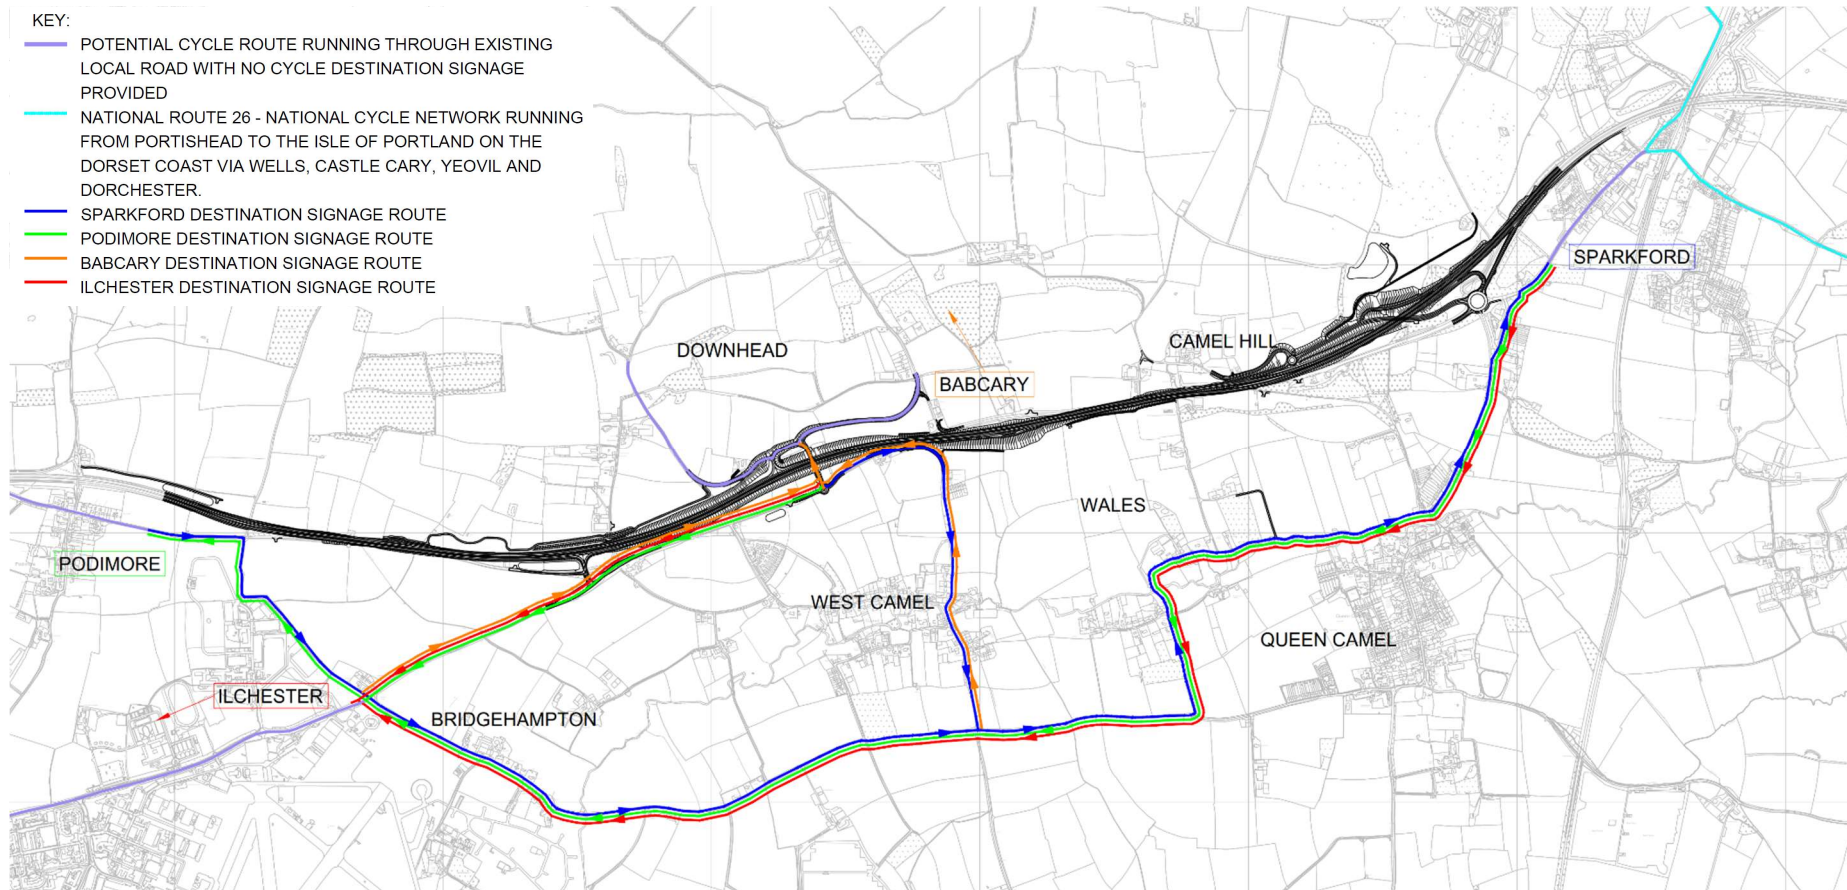 KEY:
POTENTIAL CYCLE ROUTE RUNNING THROUGH EXISTING
LOCAL ROAD WITH NO CYCLE DESTINATION SIGNAGE
PROVIDED
NATIONAL ROUTE 26 - NATIONAL CYCLE NETWORK RUNNING
FROM PORTISHEAD TO THE ISLE OF PORTLAND ON THE
DORSET COAST VIA WELLS, CASTLE CARY, YEOVIL AND
DORCHESTER.
SPARKFORD DESTINATION SIGNAGE ROUTE
PODIMORE DESTINATION SIGNAGE ROUTE
BABCARY DESTINATION SIGNAGE ROUTE
ILCHESTER DESTINATION SIGNAGE ROUTE
SPARKFORD
CAMEL HILL
DOWNHEAD
BABCARY
WALES
PODIMORE
WEST CAMEL
QUEEN CAMEL
ILCHESTER
BRIDGEHAMPTON